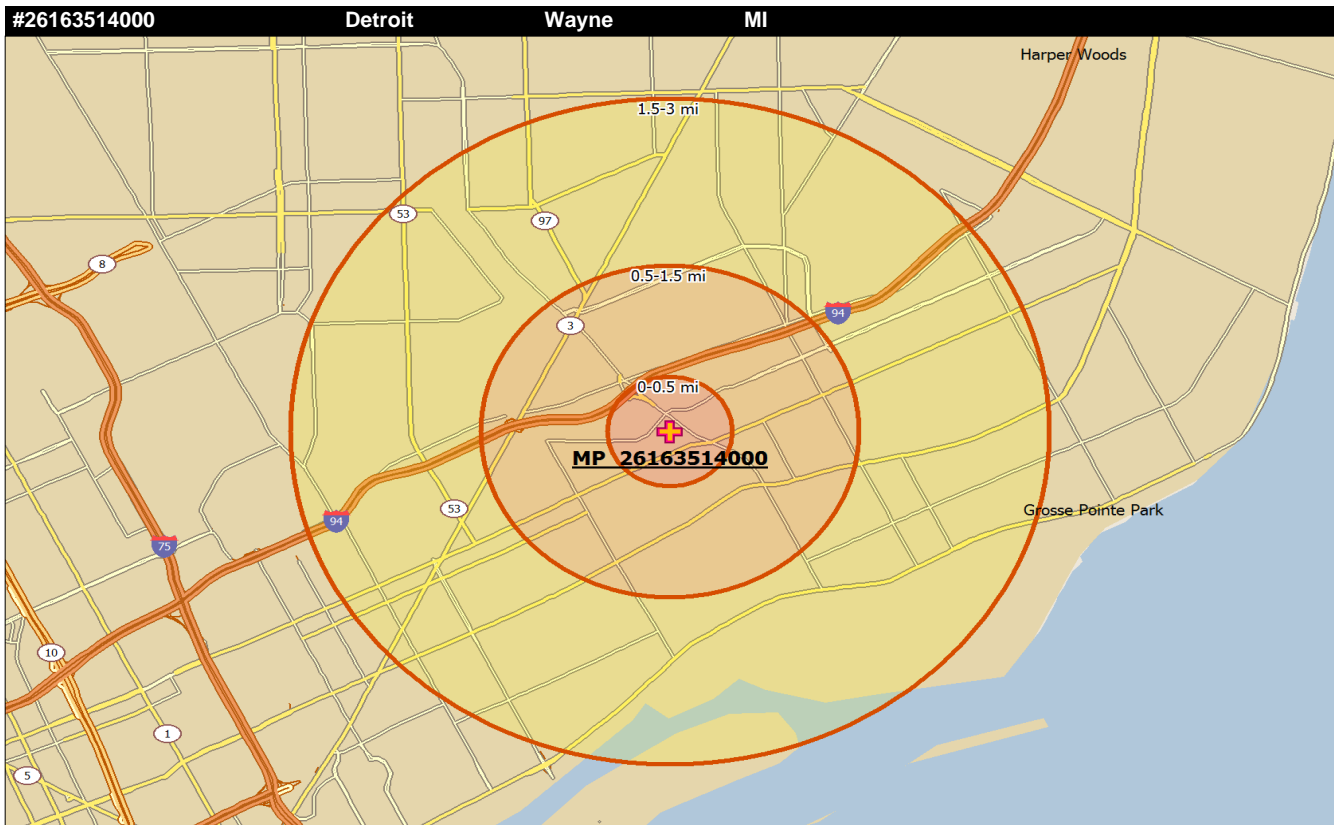 #26163514000 Detroit Wayne MI
Harper Woods
1.5-3 mi
53
97
8
0.5-1.5 mi
94
3
0-0.5 mi
MP 26163514000
53
Grosse Pointe Park
94
75
10
1
5